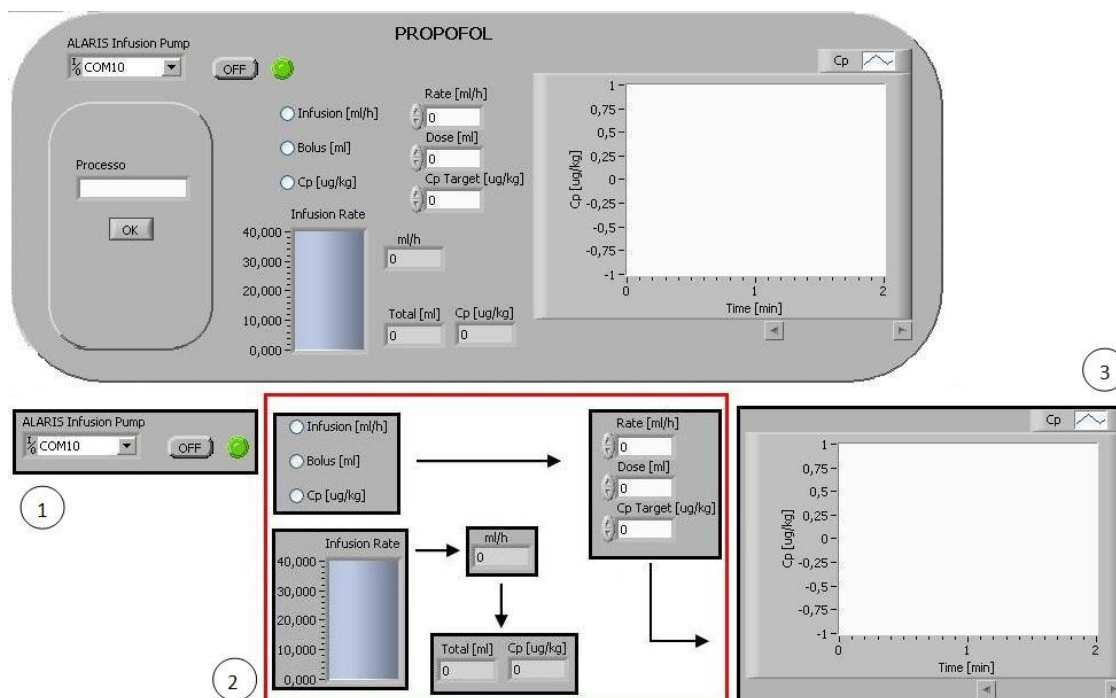 PROPOFOL
ALARIS Infusion Pump
I/O COM10
OFF
Processo
OK
Infusion [ml/h]
Bolus [ml]
Cp [ug/kg]
Rate [ml/h]
0
Dose [ml]
0
Cp Target [ug/kg]
0
Infusion Rate
40,000
30,000
20,000
10,000
0,000
ml/h
0
Total [ml] Cp [ug/kg]
0 0
Cp
1
0,75
0,5
0,25
0
-0,25
-0,5
-0,75
-1
Cp [ug/kg]
0 1 2
Time [min]
3
ALARIS Infusion Pump
I/O COM10
OFF
1
Infusion [ml/h]
Bolus [ml]
Cp [ug/kg]
Rate [ml/h]
0
Dose [ml]
0
Cp Target [ug/kg]
0
Infusion Rate
40,000
30,000
20,000
10,000
0,000
ml/h
0
Total [ml] Cp [ug/kg]
0 0
2
Cp
1
0,75
0,5
0,25
0
-0,25
-0,5
-0,75
-1
Cp [ug/kg]
0 1 2
Time [min]